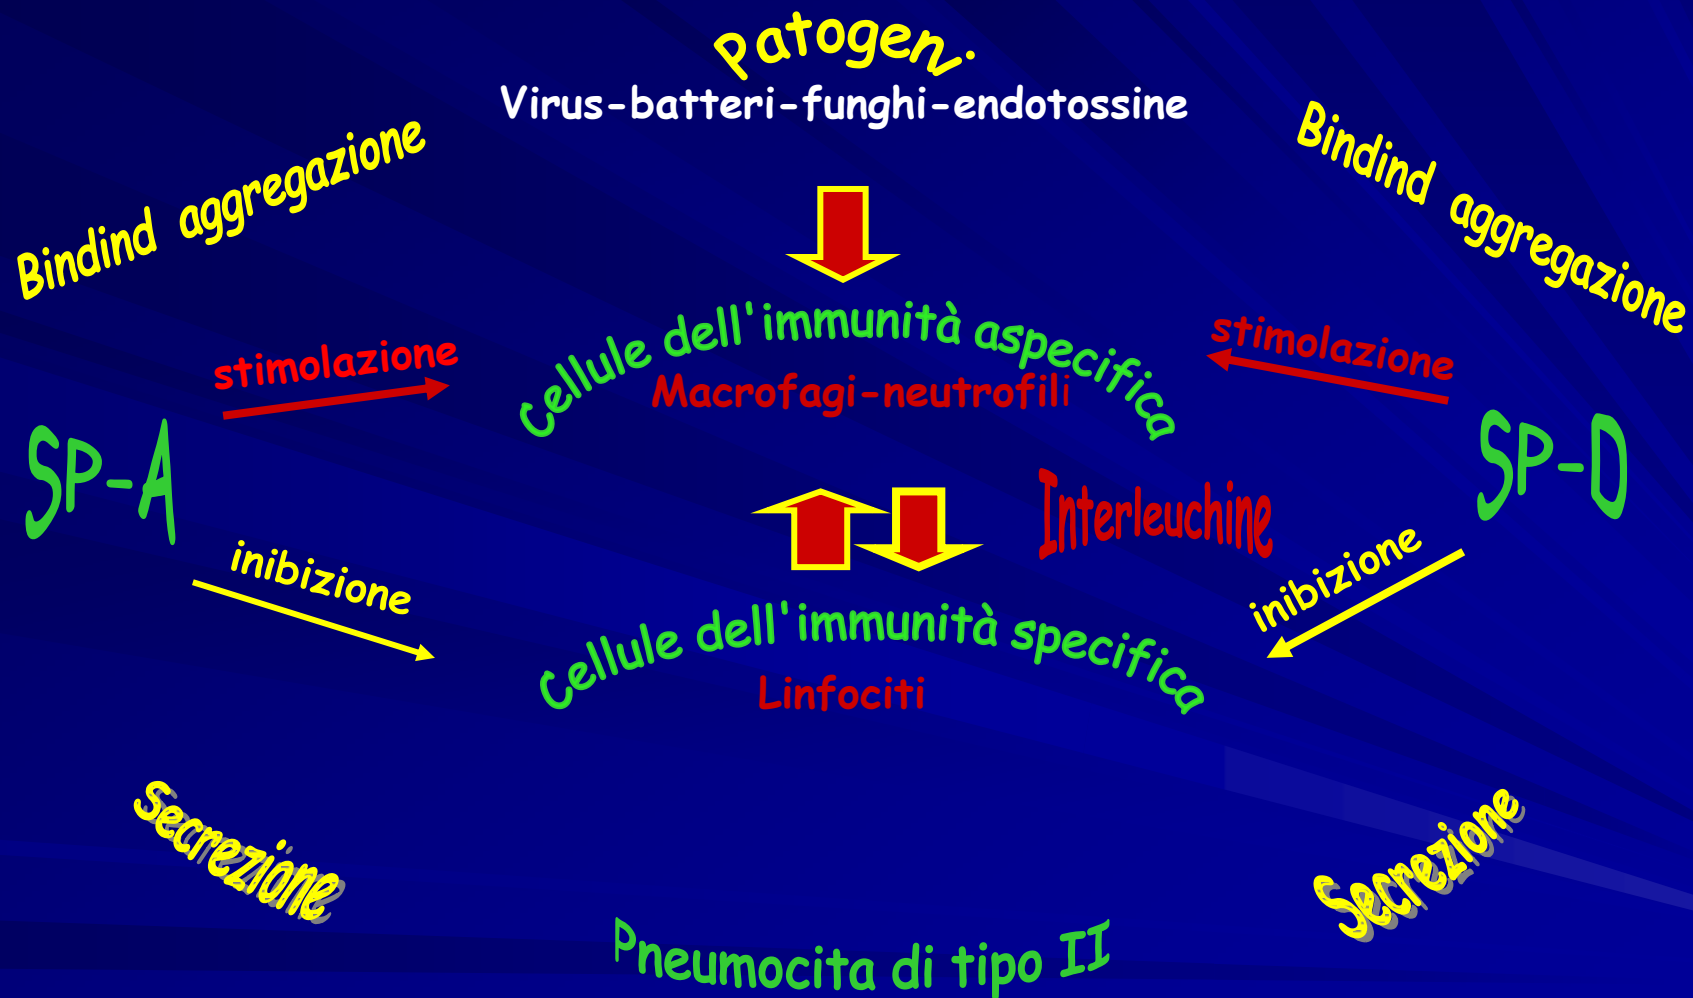 Patogeni
Virus-batteri-funghi-endotossine
Bindind aggregazione
Bindind aggregazione
Cellule dell'immunità aspecifica
Macrofagi-neutrofili
stimolazione
stimolazione
SP-A
SP-D
Interleuchine
inibizione
inibizione
Cellule dell'immunità specifica
Linfociti
Secrezione
Secrezione
Pneumocita di tipo II